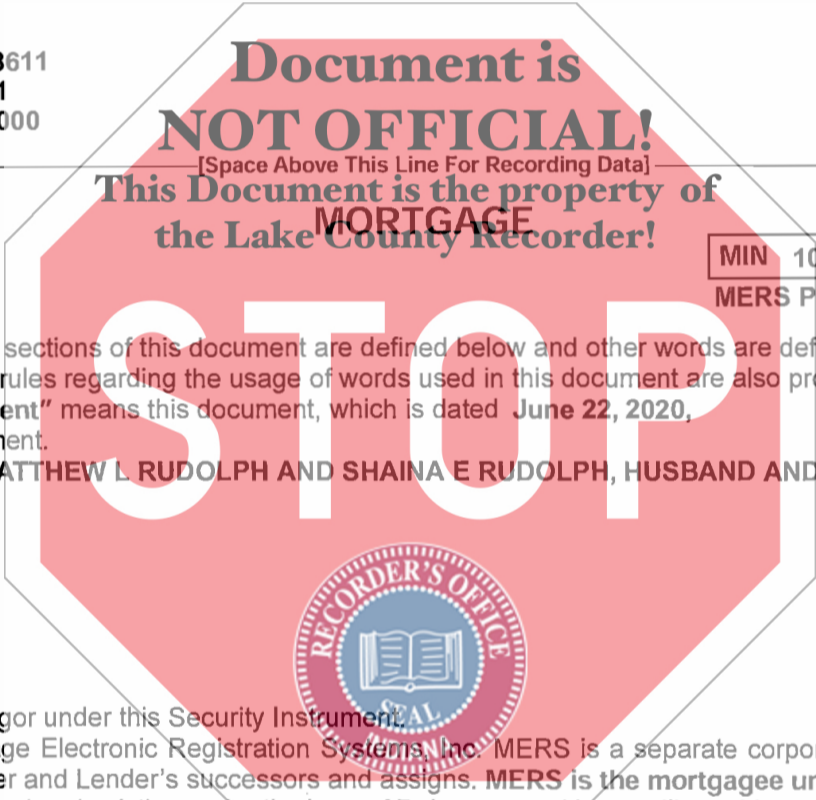 3611
Document is
1
000
NOT OFFICIAL!
[Space Above This Line For Recording Data]
This Document is the property of
MORTGAGE
the Lake County Recorder!
MIN 10
MERS P
STOP
sections of this document are defined below and other words are def
rules regarding the usage of words used in this document are also pro
ent" means this document, which is dated June 22, 2020,
ent.
ATTHEW L RUDOLPH AND SHAINA E RUDOLPH, HUSBAND AND
RECORDER'S OFFICE
SEAL
gor under this Security Instrument.
ge Electronic Registration Systems, Inc. MERS is a separate corpo
er and Lender's successors and assigns. MERS is the mortgagee un